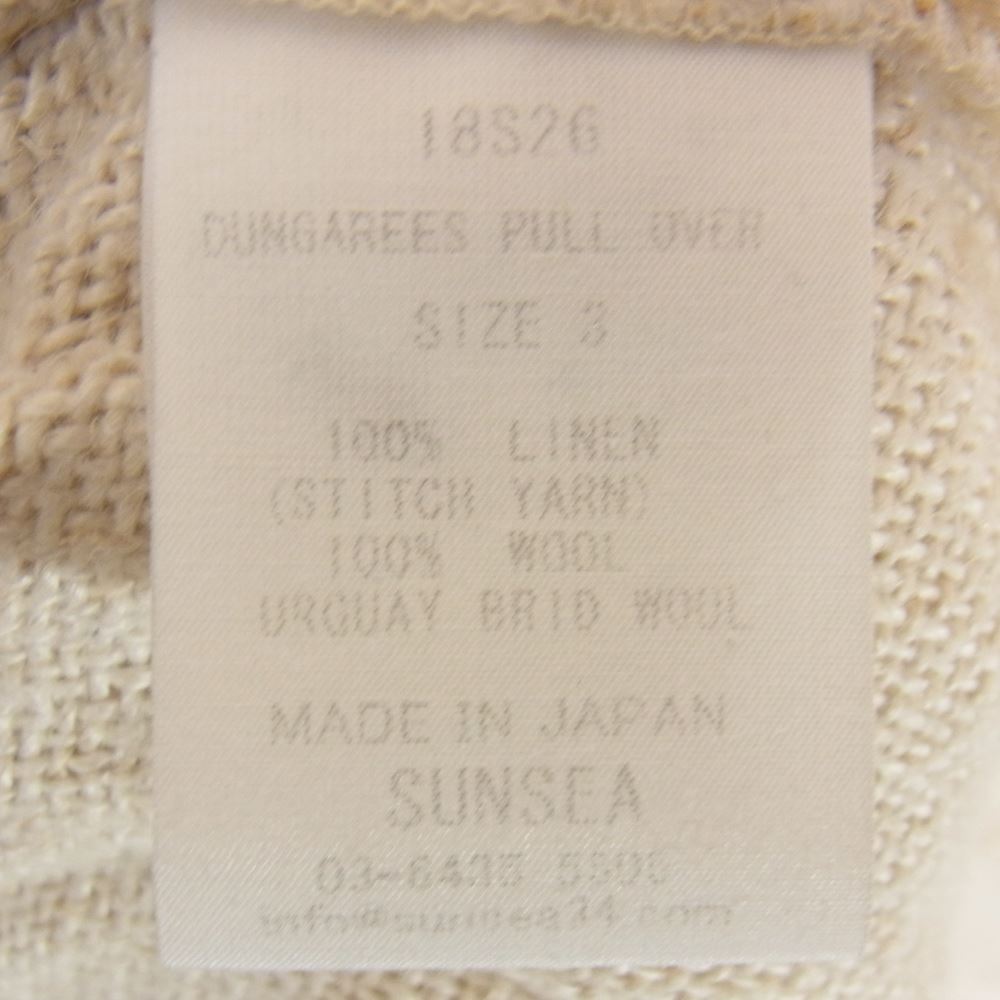 18S26
DUNGAREES PULL OVER
SIZE 3
100% LINEN
(STITCH YARN)
100% WOOL
URGUAY BRID WOOL
MADE IN JAPAN
SUNSEA